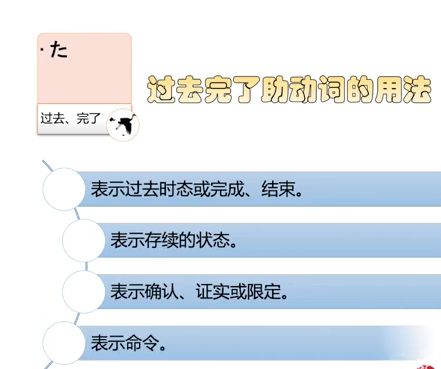 ·た
过去、完了
过去完了助动词的用法
表示过去时态或完成、结束。
表示存续的状态。
表示确认、证实或限定。
表示命令。